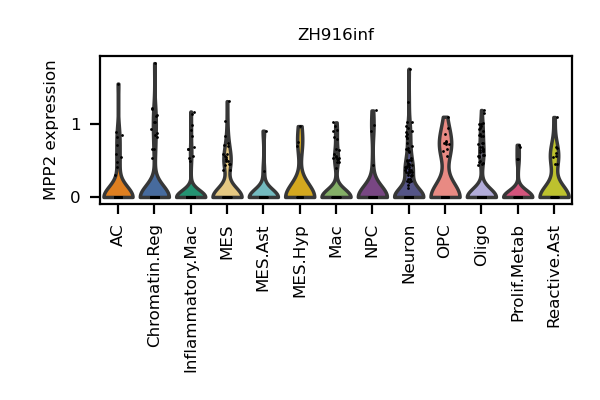 ZH916inf
MPP2 expression
1
0
AC
Chromatin.Reg
Inflammatory.Mac
MES
MES.Ast
MES.Hyp
Mac
NPC
Neuron
OPC
Oligo
Prolif.Metab
Reactive.Ast